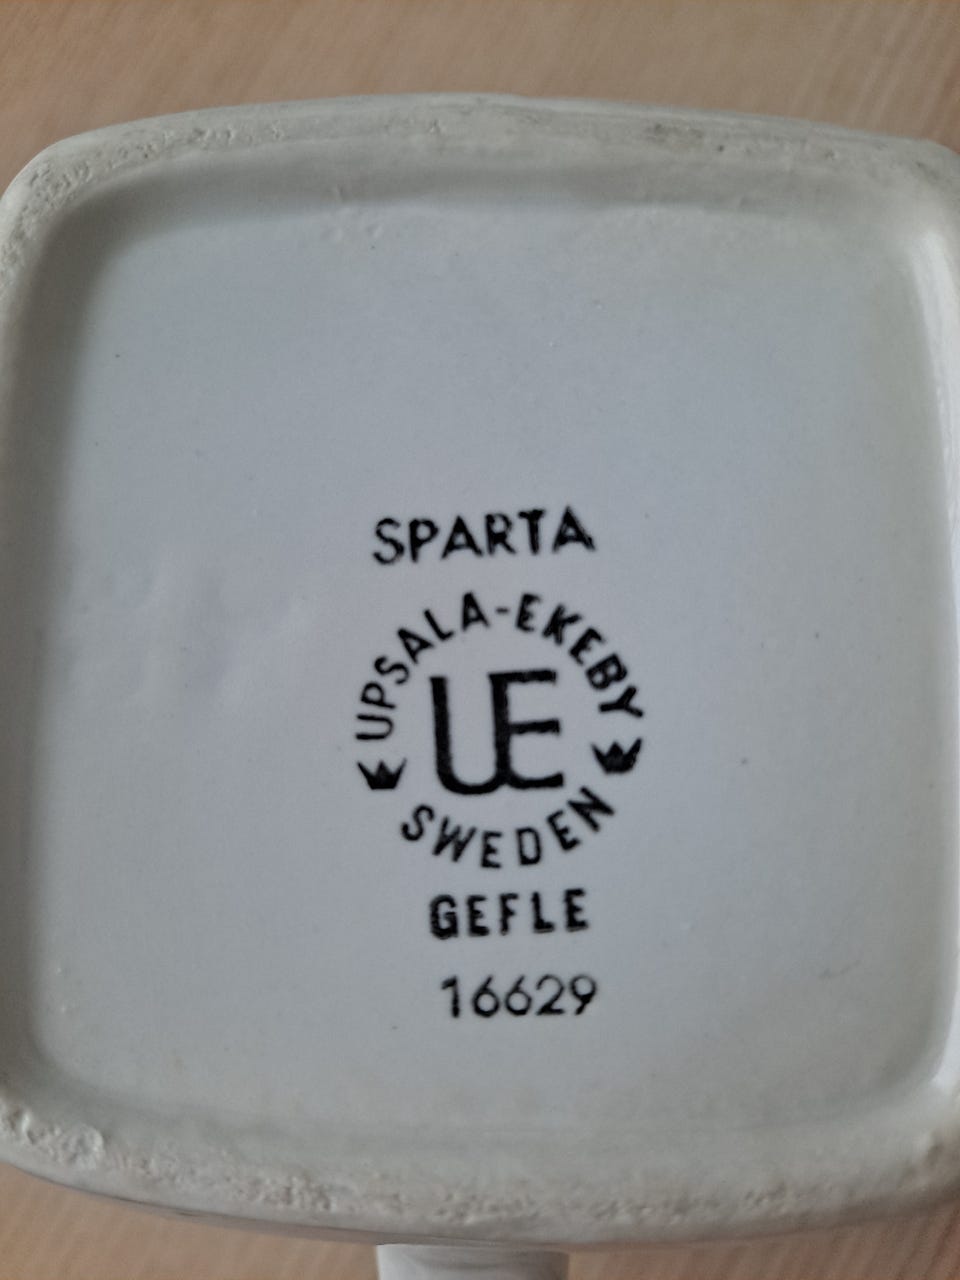 SPARTA
UPSALA-EKEBY
UE
SWEDEN
GEFLE
16629